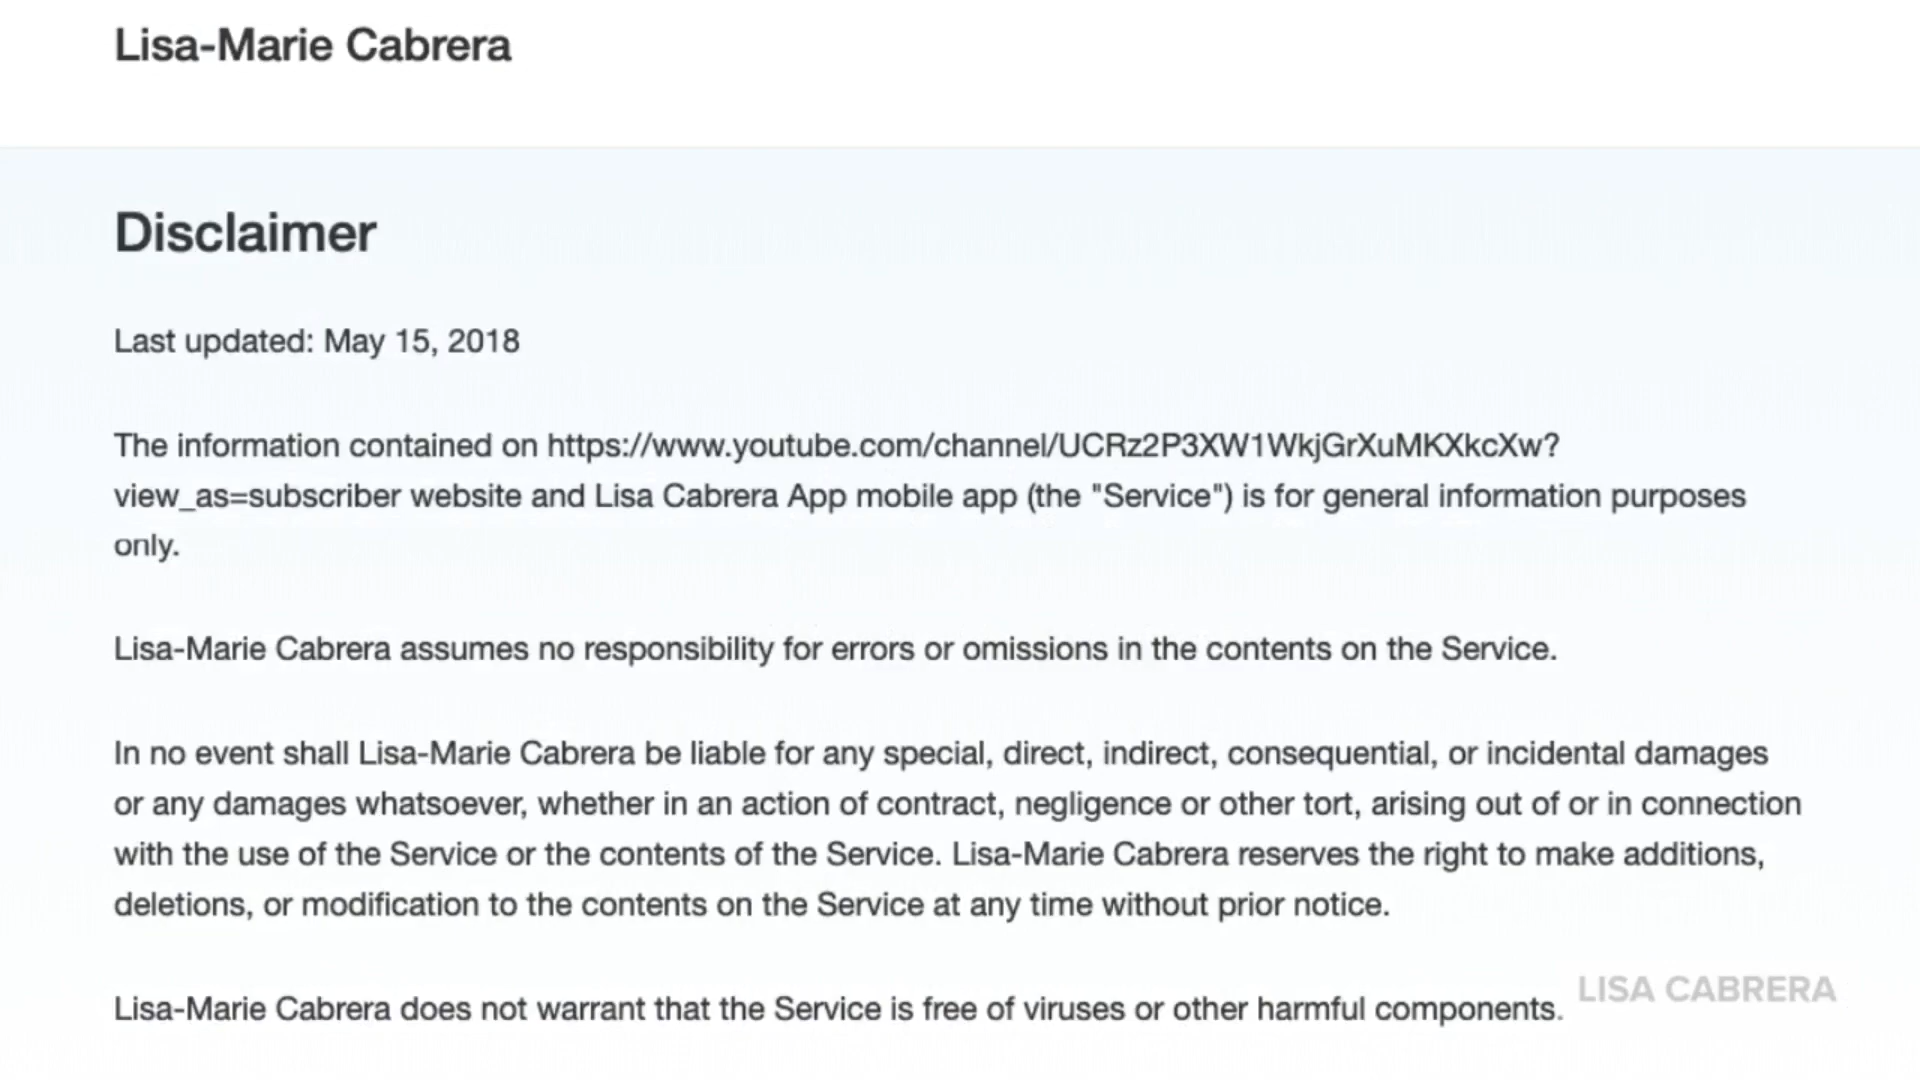 Lisa-Marie Cabrera
Disclaimer
Last updated: May 15, 2018
The information contained on https://www.youtube.com/channel/UCRz2P3XW1WkjGrXuMKXkcXw?
view_as=subscriber website and Lisa Cabrera App mobile app (the "Service") is for general information purposes
only.
Lisa-Marie Cabrera assumes no responsibility for errors or omissions in the contents on the Service.
In no event shall Lisa-Marie Cabrera be liable for any special, direct, indirect, consequential, or incidental damages
or any damages whatsoever, whether in an action of contract, negligence or other tort, arising out of or in connection
with the use of the Service or the contents of the Service. Lisa-Marie Cabrera reserves the right to make additions,
deletions, or modification to the contents on the Service at any time without prior notice.
Lisa-Marie Cabrera does not warrant that the Service is free of viruses or other harmful components.
LISA CABRERA